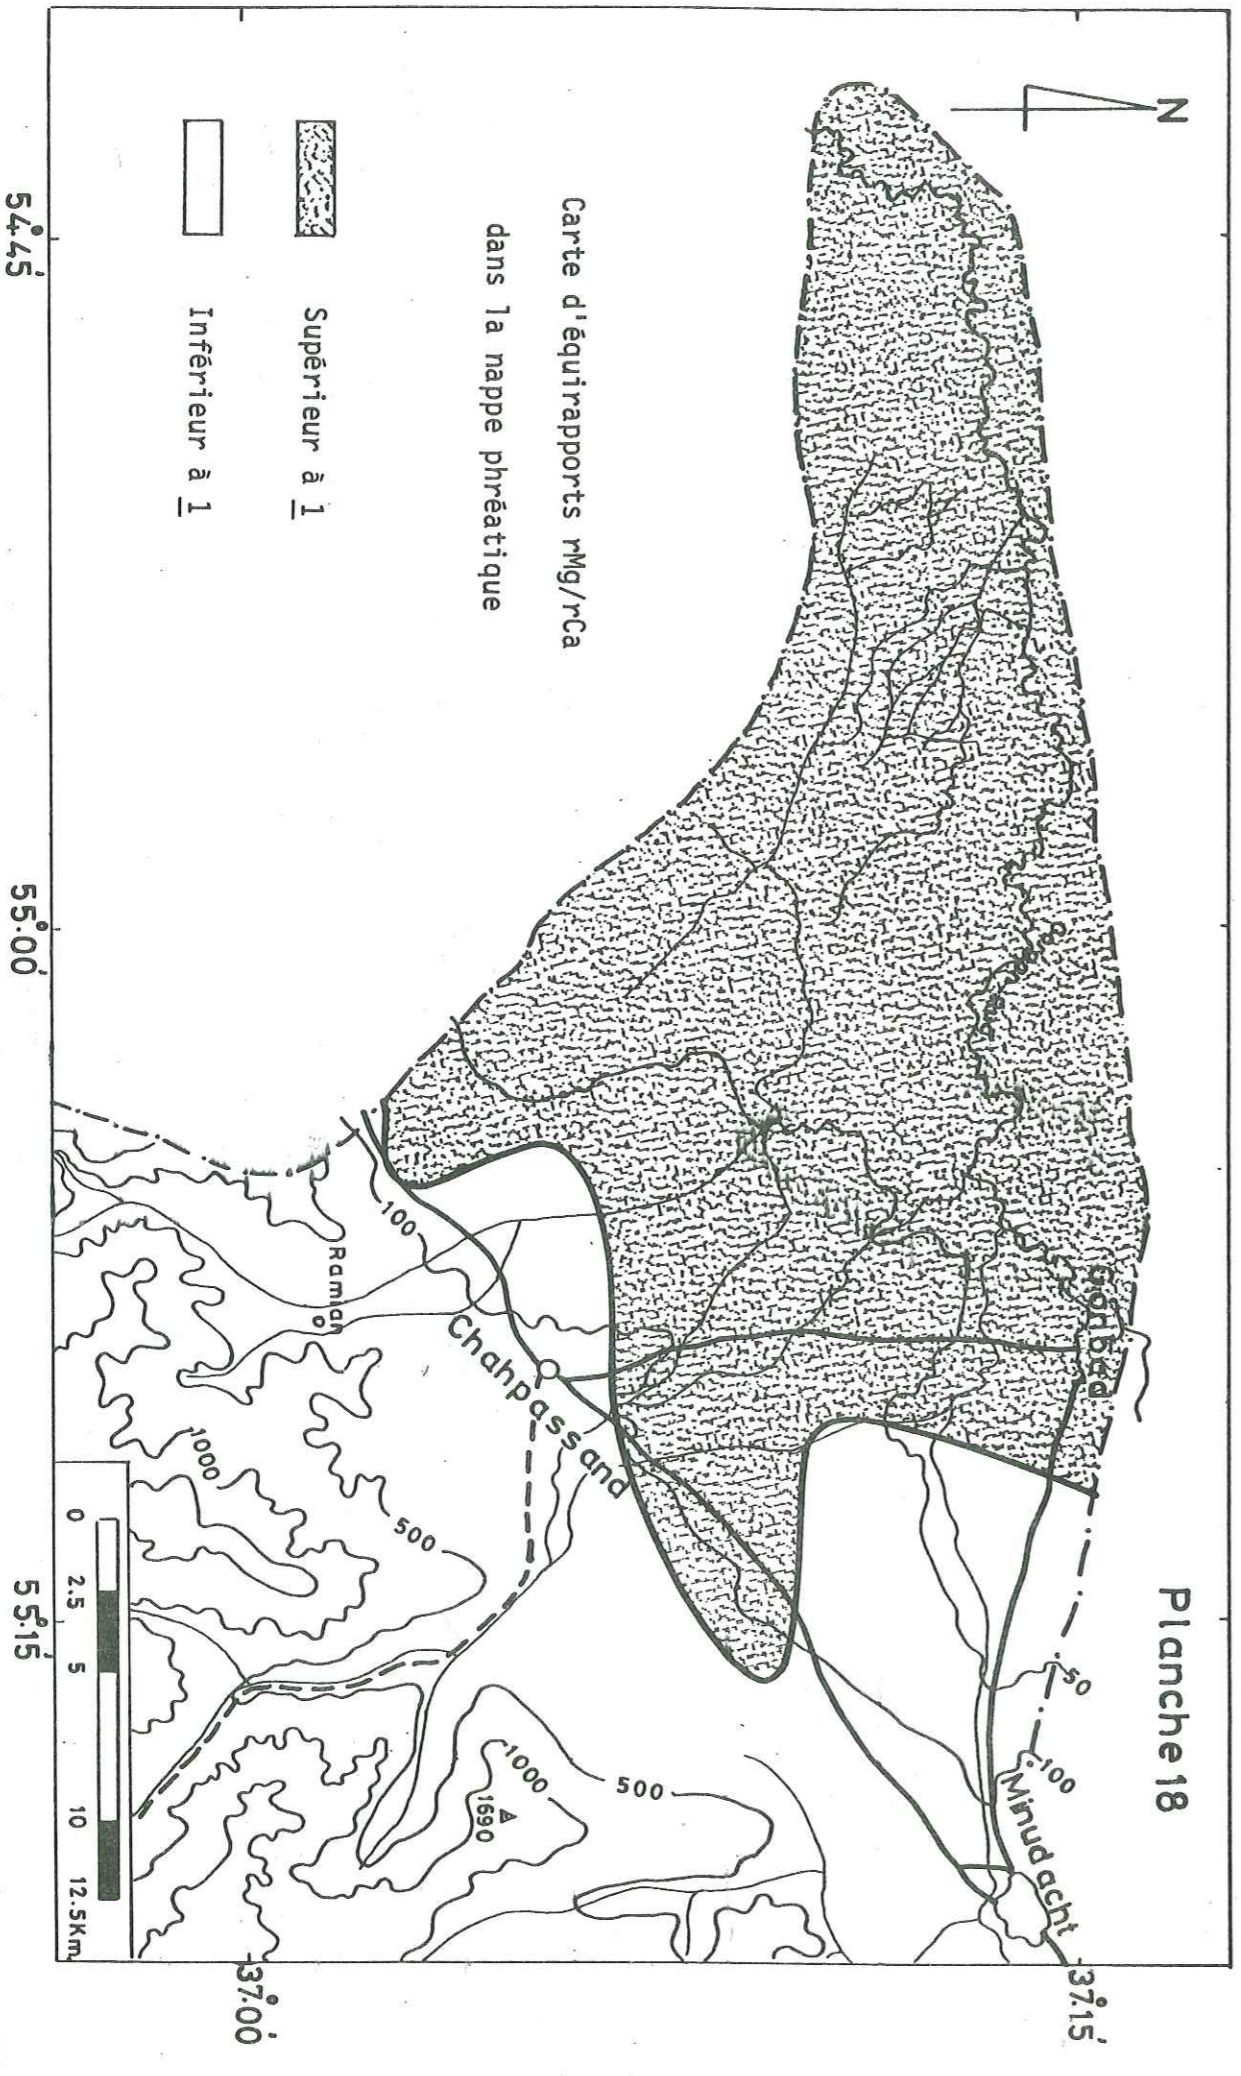 Planche 18
N
37°.15'
37°.00'
54°.45'
55°.00'
55°.15'
Carte d'équirapports rMg/rCa
dans la nappe phréatique
Supérieur à 1
Inférieur à 1
Gonbad
Minudacht
Chahpassand
Ramian
50
100
100
500
500
1000
1000
1690
0 2.5 5 10 12.5Km